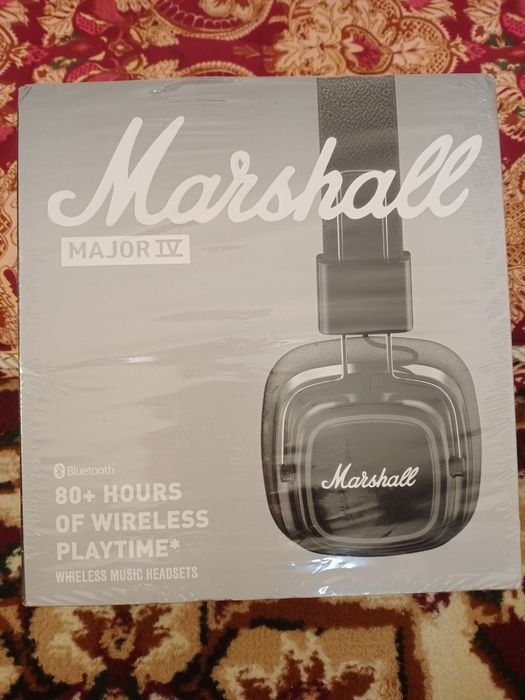 Marshall
MAJOR IV
Marshall
Bluetooth
80+ HOURS
OF WIRELESS
PLAYTIME*
WIRELESS MUSIC HEADSETS